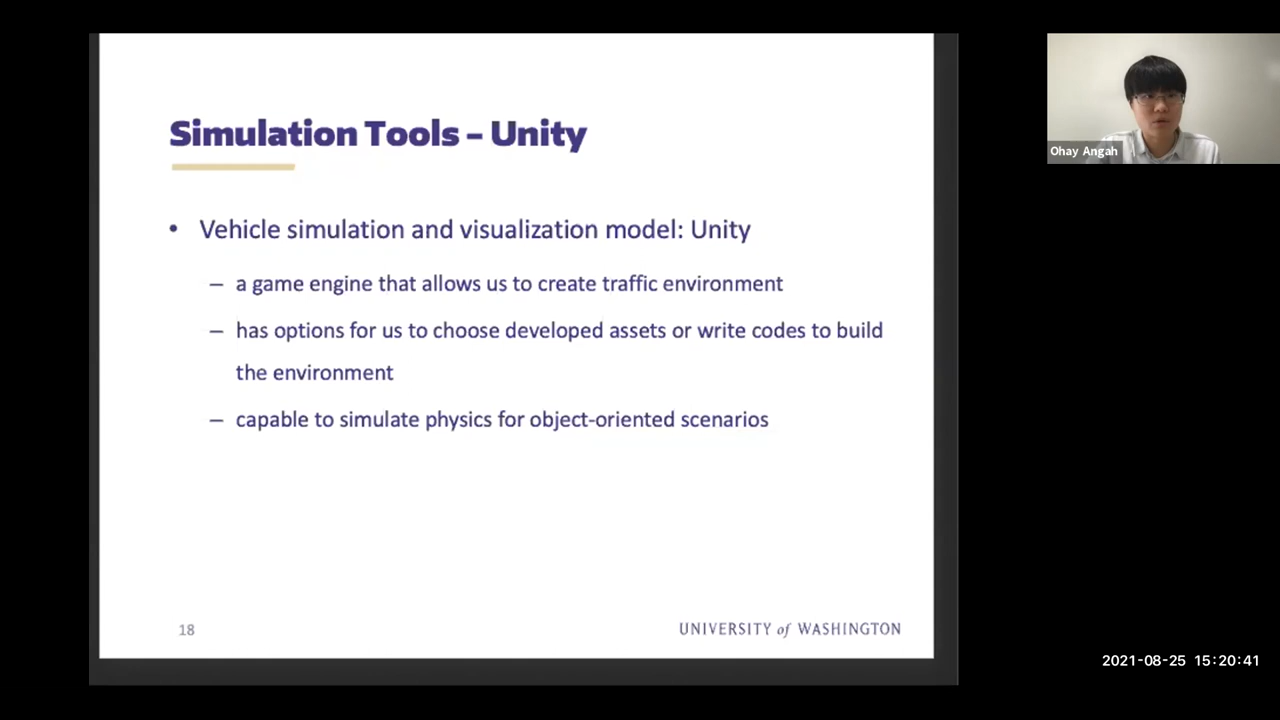 Simulation Tools – Unity
• Vehicle simulation and visualization model: Unity
– a game engine that allows us to create traffic environment
– has options for us to choose developed assets or write codes to build
the environment
– capable to simulate physics for object-oriented scenarios
18
UNIVERSITY of WASHINGTON
Ohay Angah
2021-08-25 15:20:41